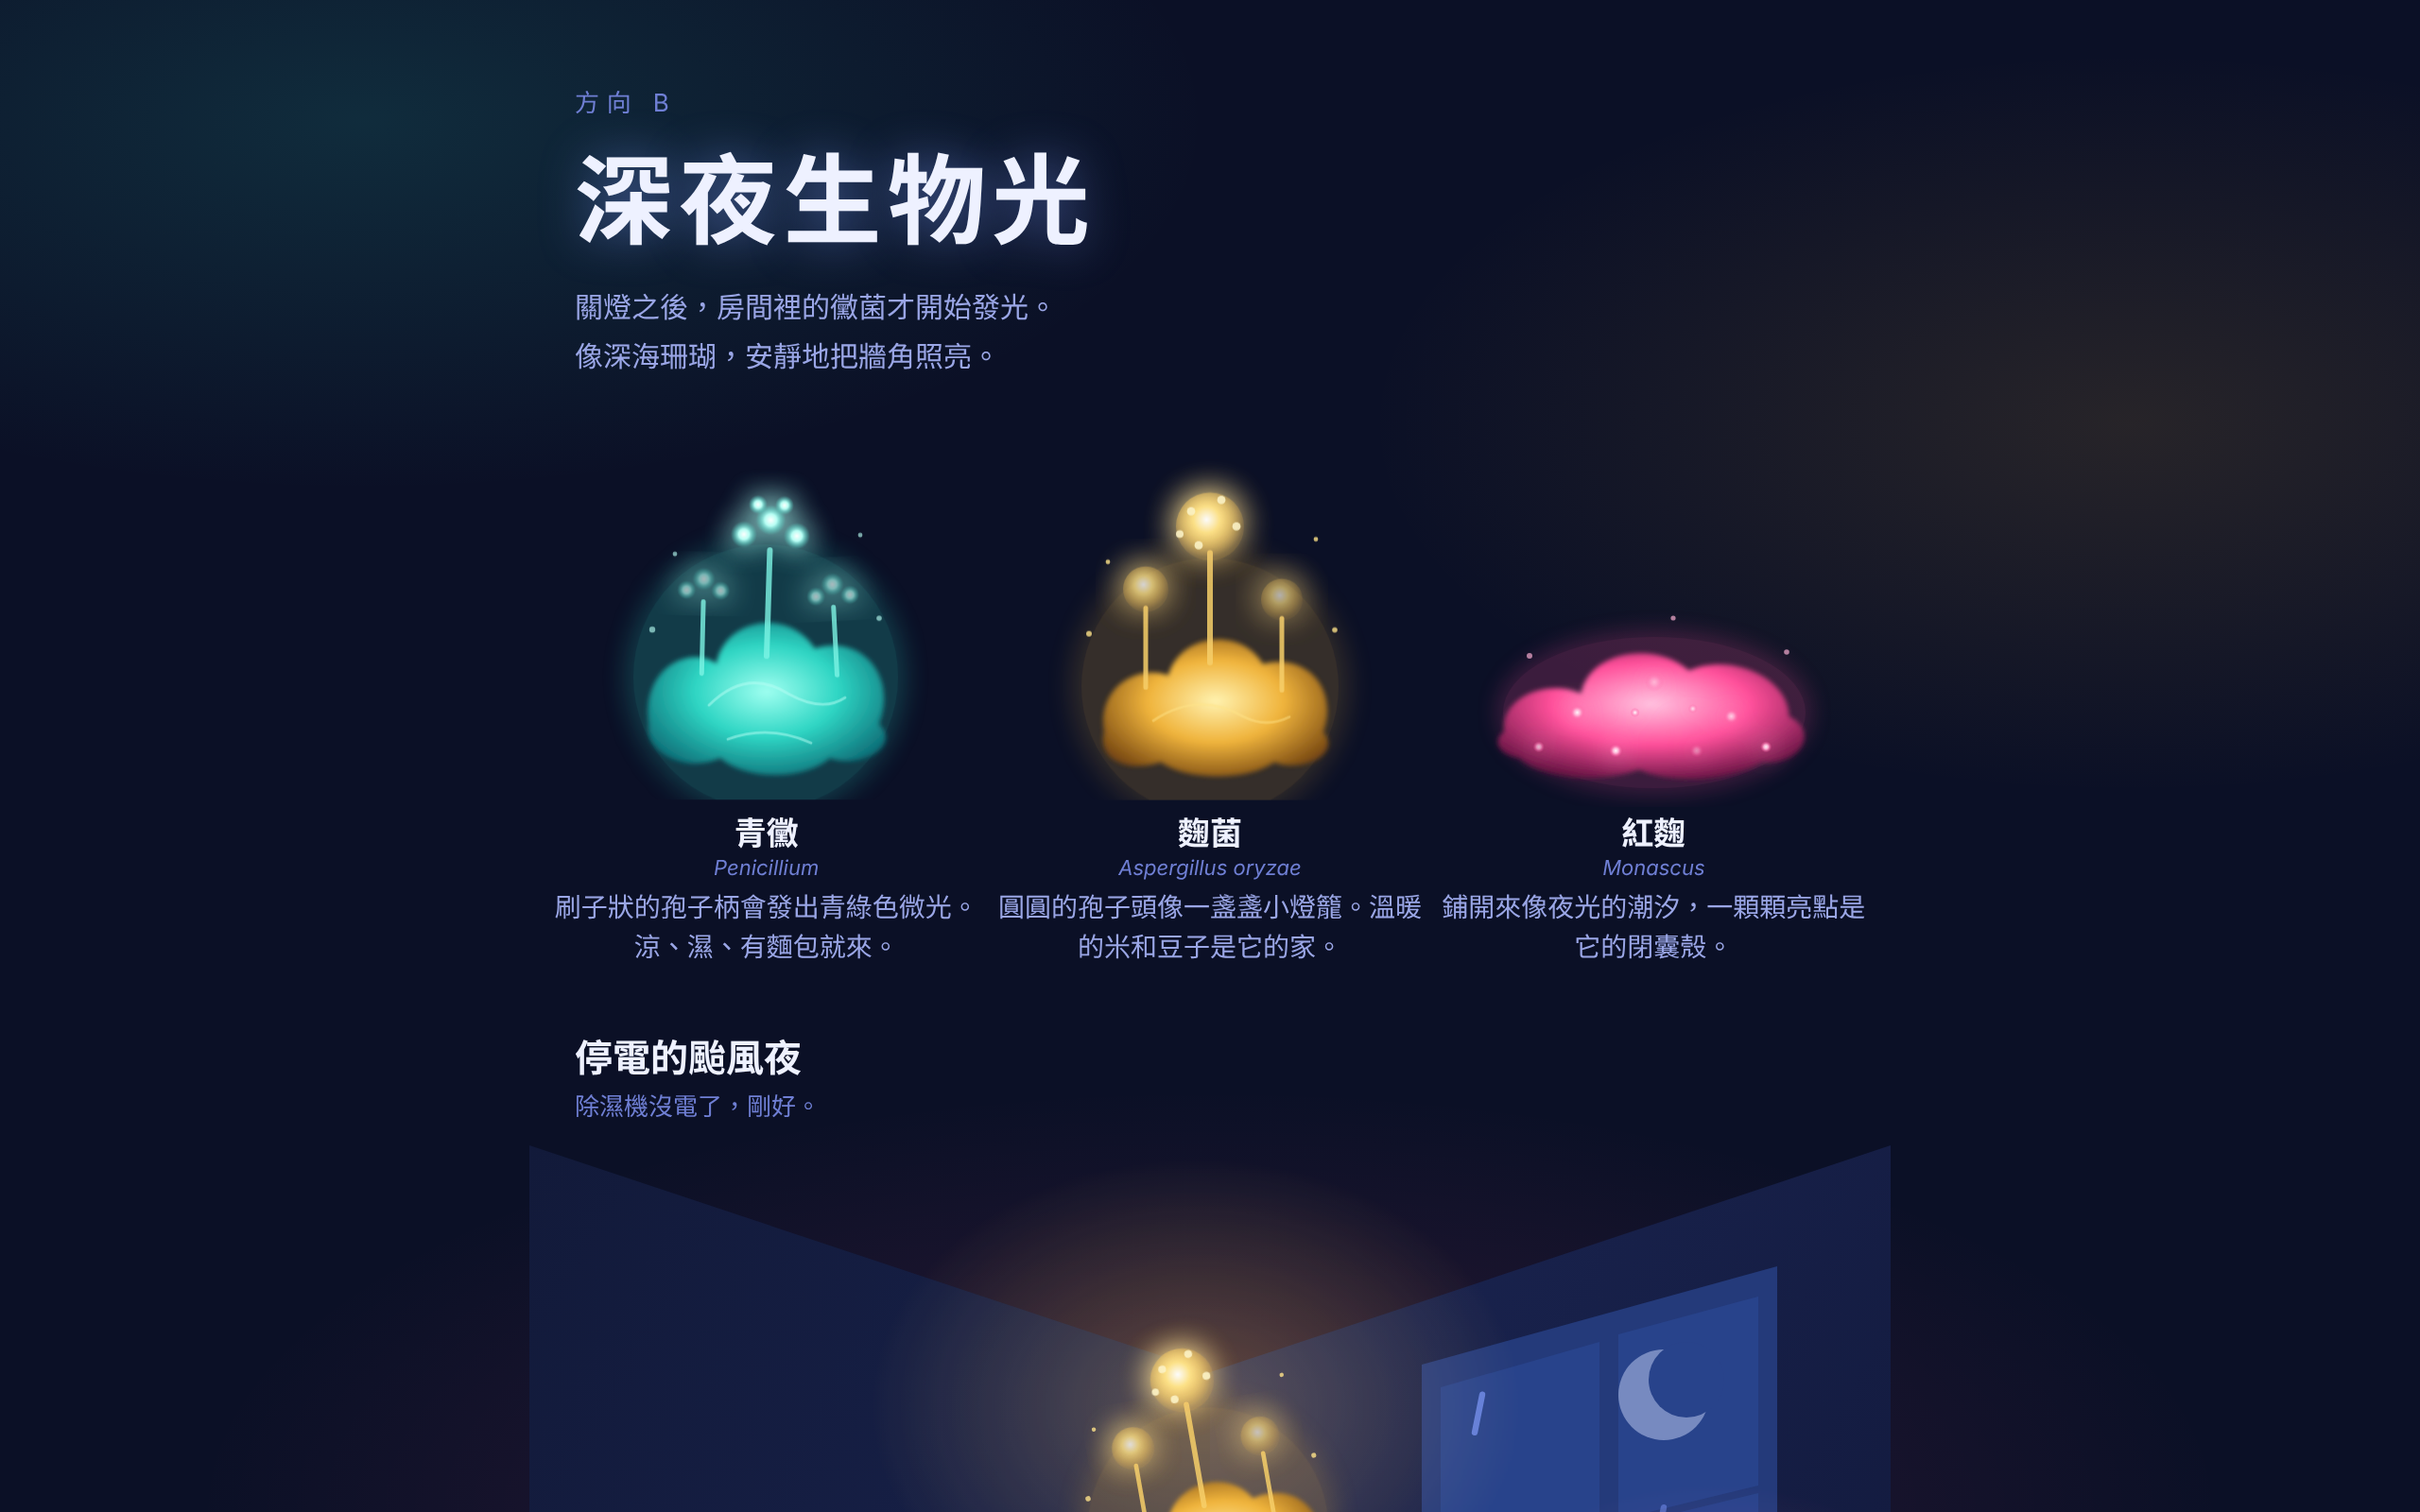 方向 B
深夜生物光
關燈之後，房間裡的黴菌才開始發光。
像深海珊瑚，安靜地把牆角照亮。
青黴
Penicillium
刷子狀的孢子柄會發出青綠色微光。
涼、濕、有麵包就來。
麴菌
Aspergillus oryzae
圓圓的孢子頭像一盞盞小燈籠。溫暖
的米和豆子是它的家。
紅麴
Monascus
鋪開來像夜光的潮汐，一顆顆亮點是
它的閉囊殼。
停電的颱風夜
除濕機沒電了，剛好。